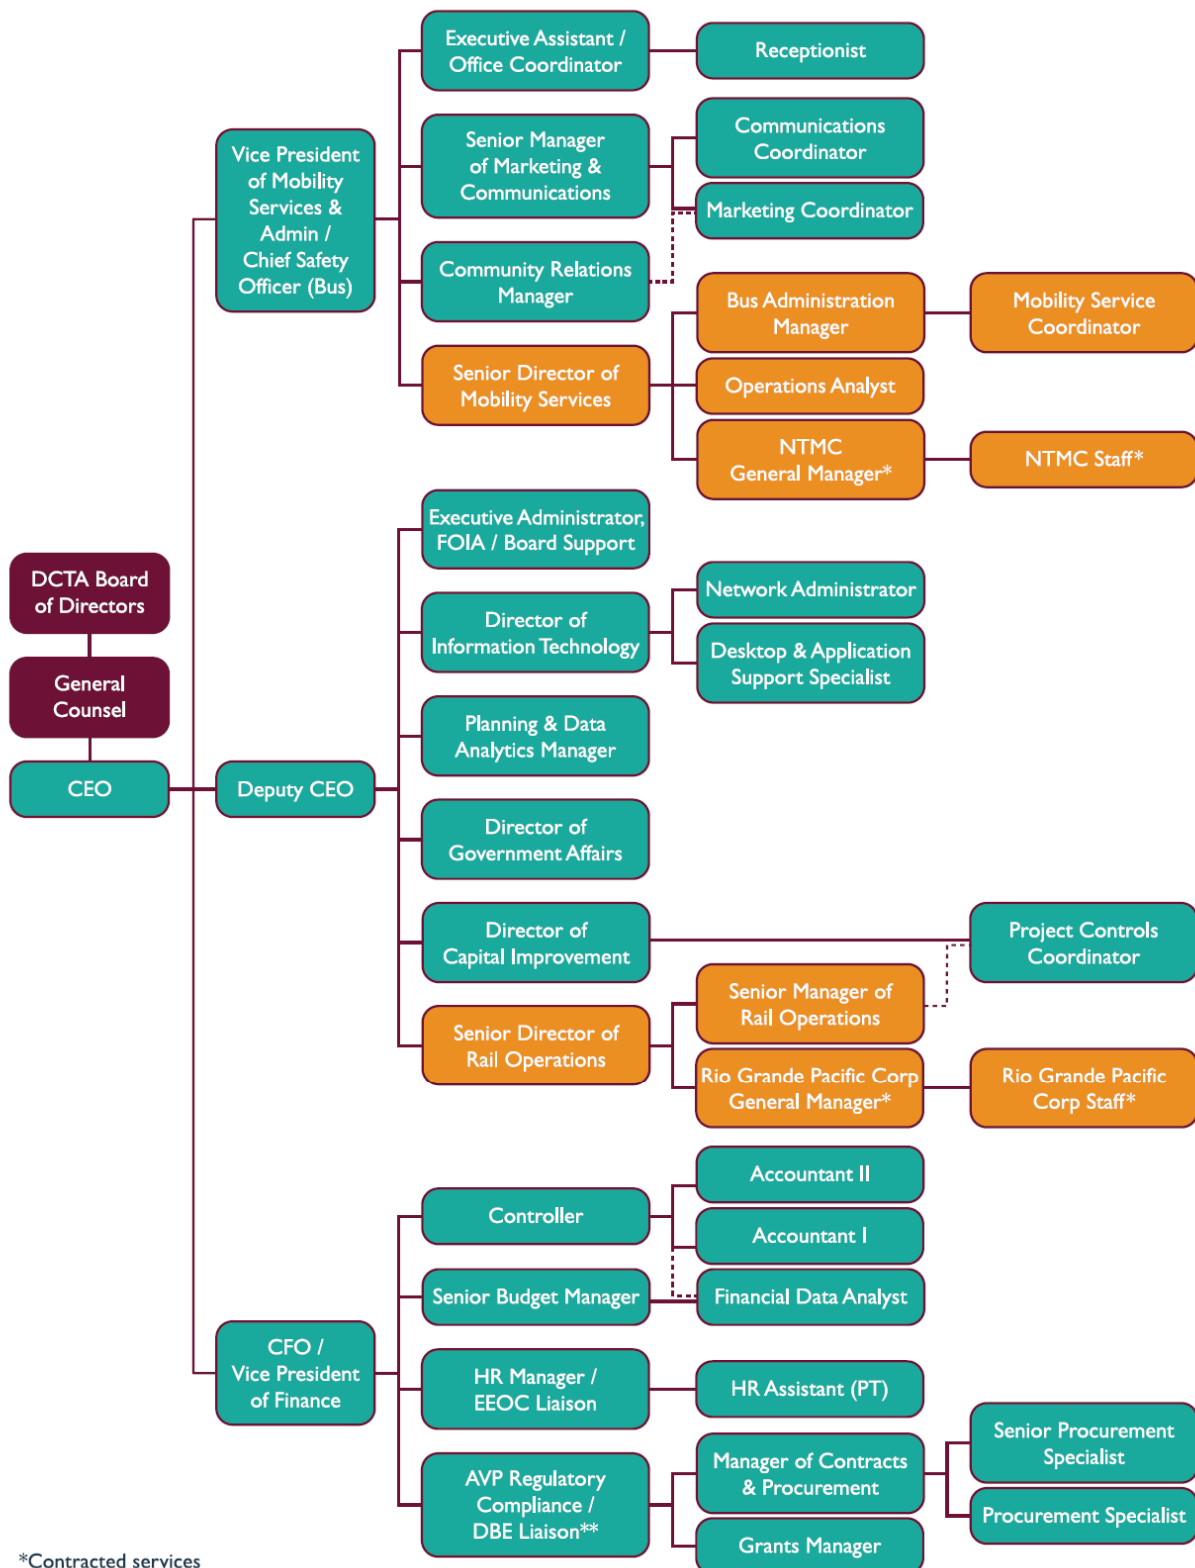 Executive Assistant /
Office Coordinator
Receptionist
Vice President
of Mobility
Services &
Admin /
Chief Safety
Officer (Bus)
Senior Manager
of Marketing &
Communications
Communications
Coordinator
Marketing Coordinator
Community Relations
Manager
Bus Administration
Manager
Mobility Service
Coordinator
Senior Director of
Mobility Services
Operations Analyst
NTMC
General Manager*
NTMC Staff*
Executive Administrator,
FOIA / Board Support
DCTA Board
of Directors
Director of
Information Technology
Network Administrator
Desktop & Application
Support Specialist
General
Counsel
Planning & Data
Analytics Manager
CEO
Deputy CEO
Director of
Government Affairs
Director of
Capital Improvement
Project Controls
Coordinator
Senior Director of
Rail Operations
Senior Manager of
Rail Operations
Rio Grande Pacific Corp
General Manager*
Rio Grande Pacific
Corp Staff*
Controller
Accountant II
Accountant I
Senior Budget Manager
Financial Data Analyst
CFO /
Vice President
of Finance
HR Manager /
EEOC Liaison
HR Assistant (PT)
AVP Regulatory
Compliance /
DBE Liaison**
Manager of Contracts
& Procurement
Senior Procurement
Specialist
Procurement Specialist
Grants Manager
*Contracted services